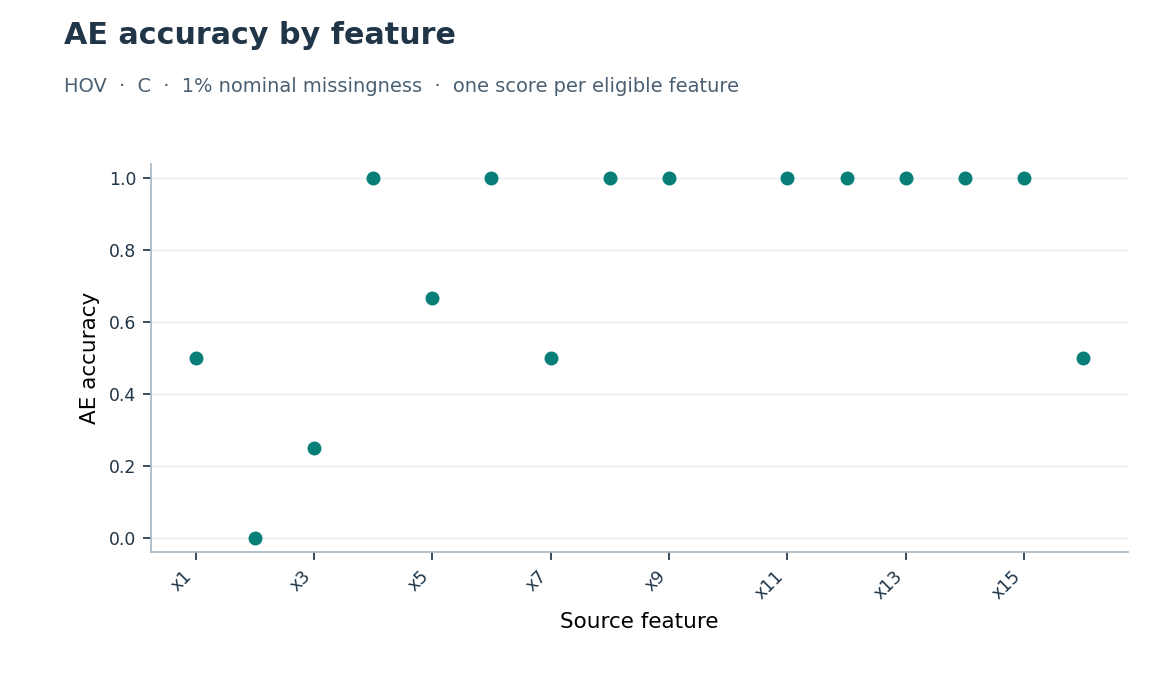 AE accuracy by feature
HOV · C · 1% nominal missingness · one score per eligible feature
AE accuracy
1.0
0.8
0.6
0.4
0.2
0.0
x1
x3
x5
x7
x9
x11
x13
x15
Source feature